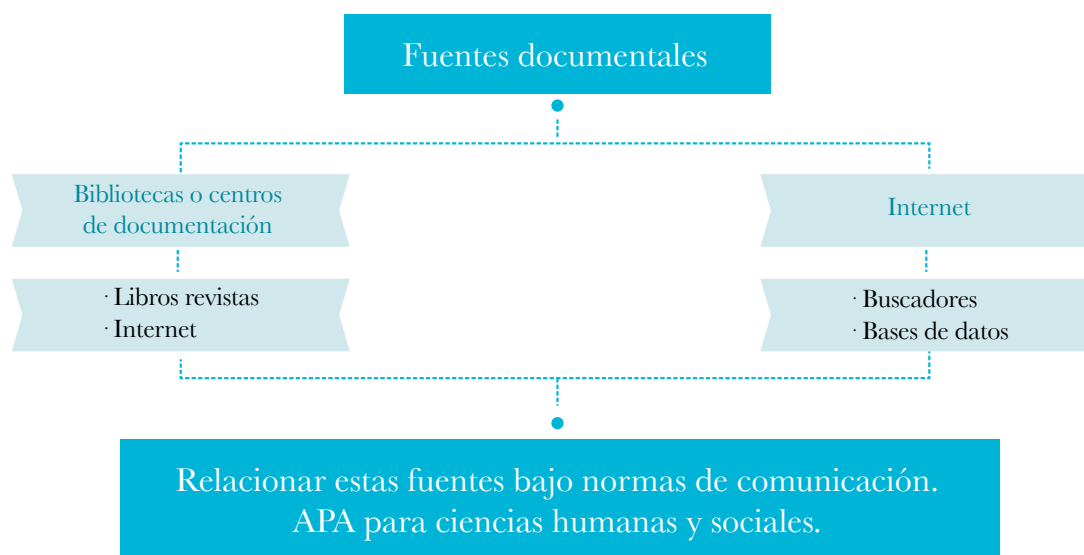 Fuentes documentales
Bibliotecas o centros
de documentación
· Libros revistas
· Internet
Internet
· Buscadores
· Bases de datos
Relacionar estas fuentes bajo normas de comunicación.
APA para ciencias humanas y sociales.